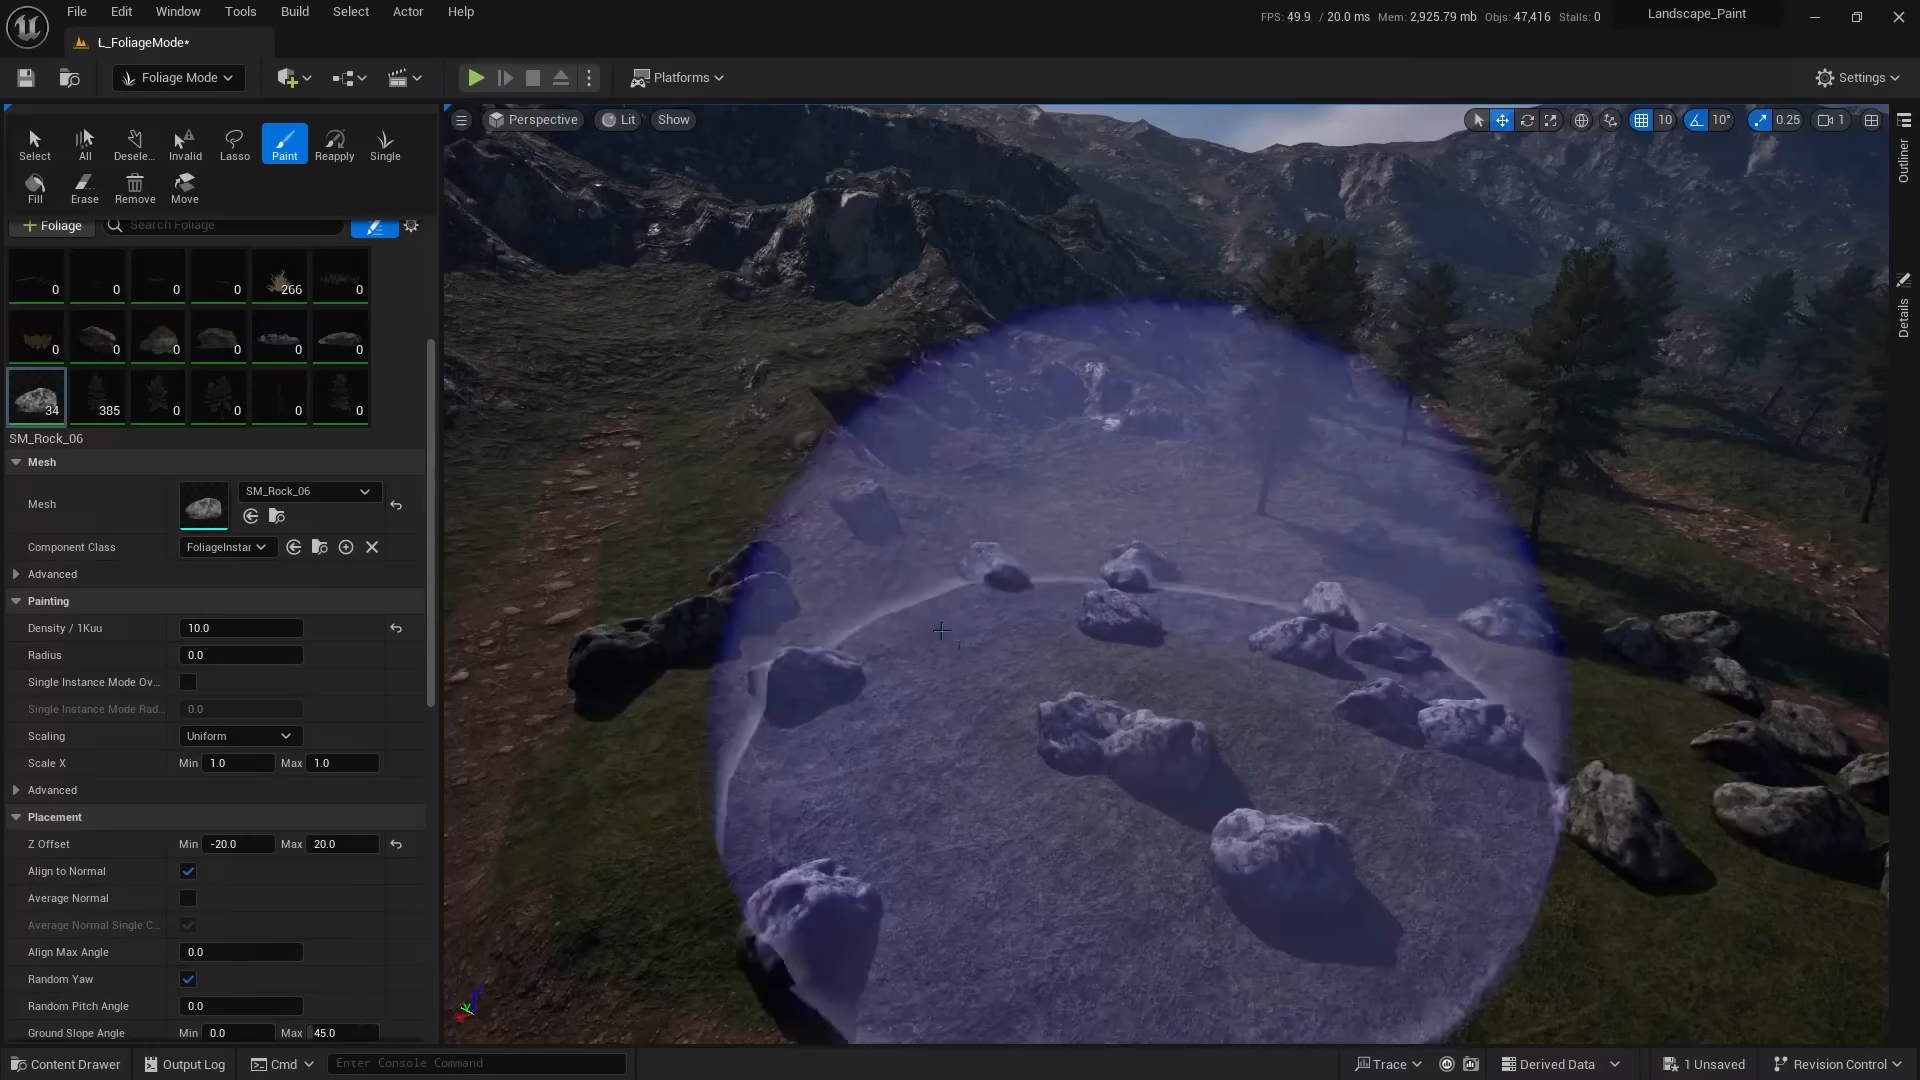 File Edit Window Tools Build Select Actor Help
FPS: 49.9 / 20.0 ms Mem: 2,925.79 mb Objs: 47,416 Stalls: 0
Landscape_Paint
L_FoliageMode*
Foliage Mode
Platforms
Settings
Perspective Lit Show
10 10° 0.25 1
Outliner
Details
Select All Desele... Invalid Lasso Paint Reapply Single
Fill Erase Remove Move
+ Foliage Search Foliage
0 0 0 0 266 0
0 0 0 0 0 0
34 385 0 0 0 0
SM_Rock_06
Mesh
Mesh SM_Rock_06
Component Class FoliageInstar
Advanced
Painting
Density / 1Kuu 10.0
Radius 0.0
Single Instance Mode Ov...
Single Instance Mode Rad... 0.0
Scaling Uniform
Scale X Min 1.0 Max 1.0
Advanced
Placement
Z Offset Min -20.0 Max 20.0
Align to Normal
Average Normal
Average Normal Single C...
Align Max Angle 0.0
Random Yaw
Random Pitch Angle 0.0
Ground Slope Angle Min 0.0 Max 45.0
Content Drawer Output Log Cmd Enter Console Command
Trace Derived Data 1 Unsaved Revision Control